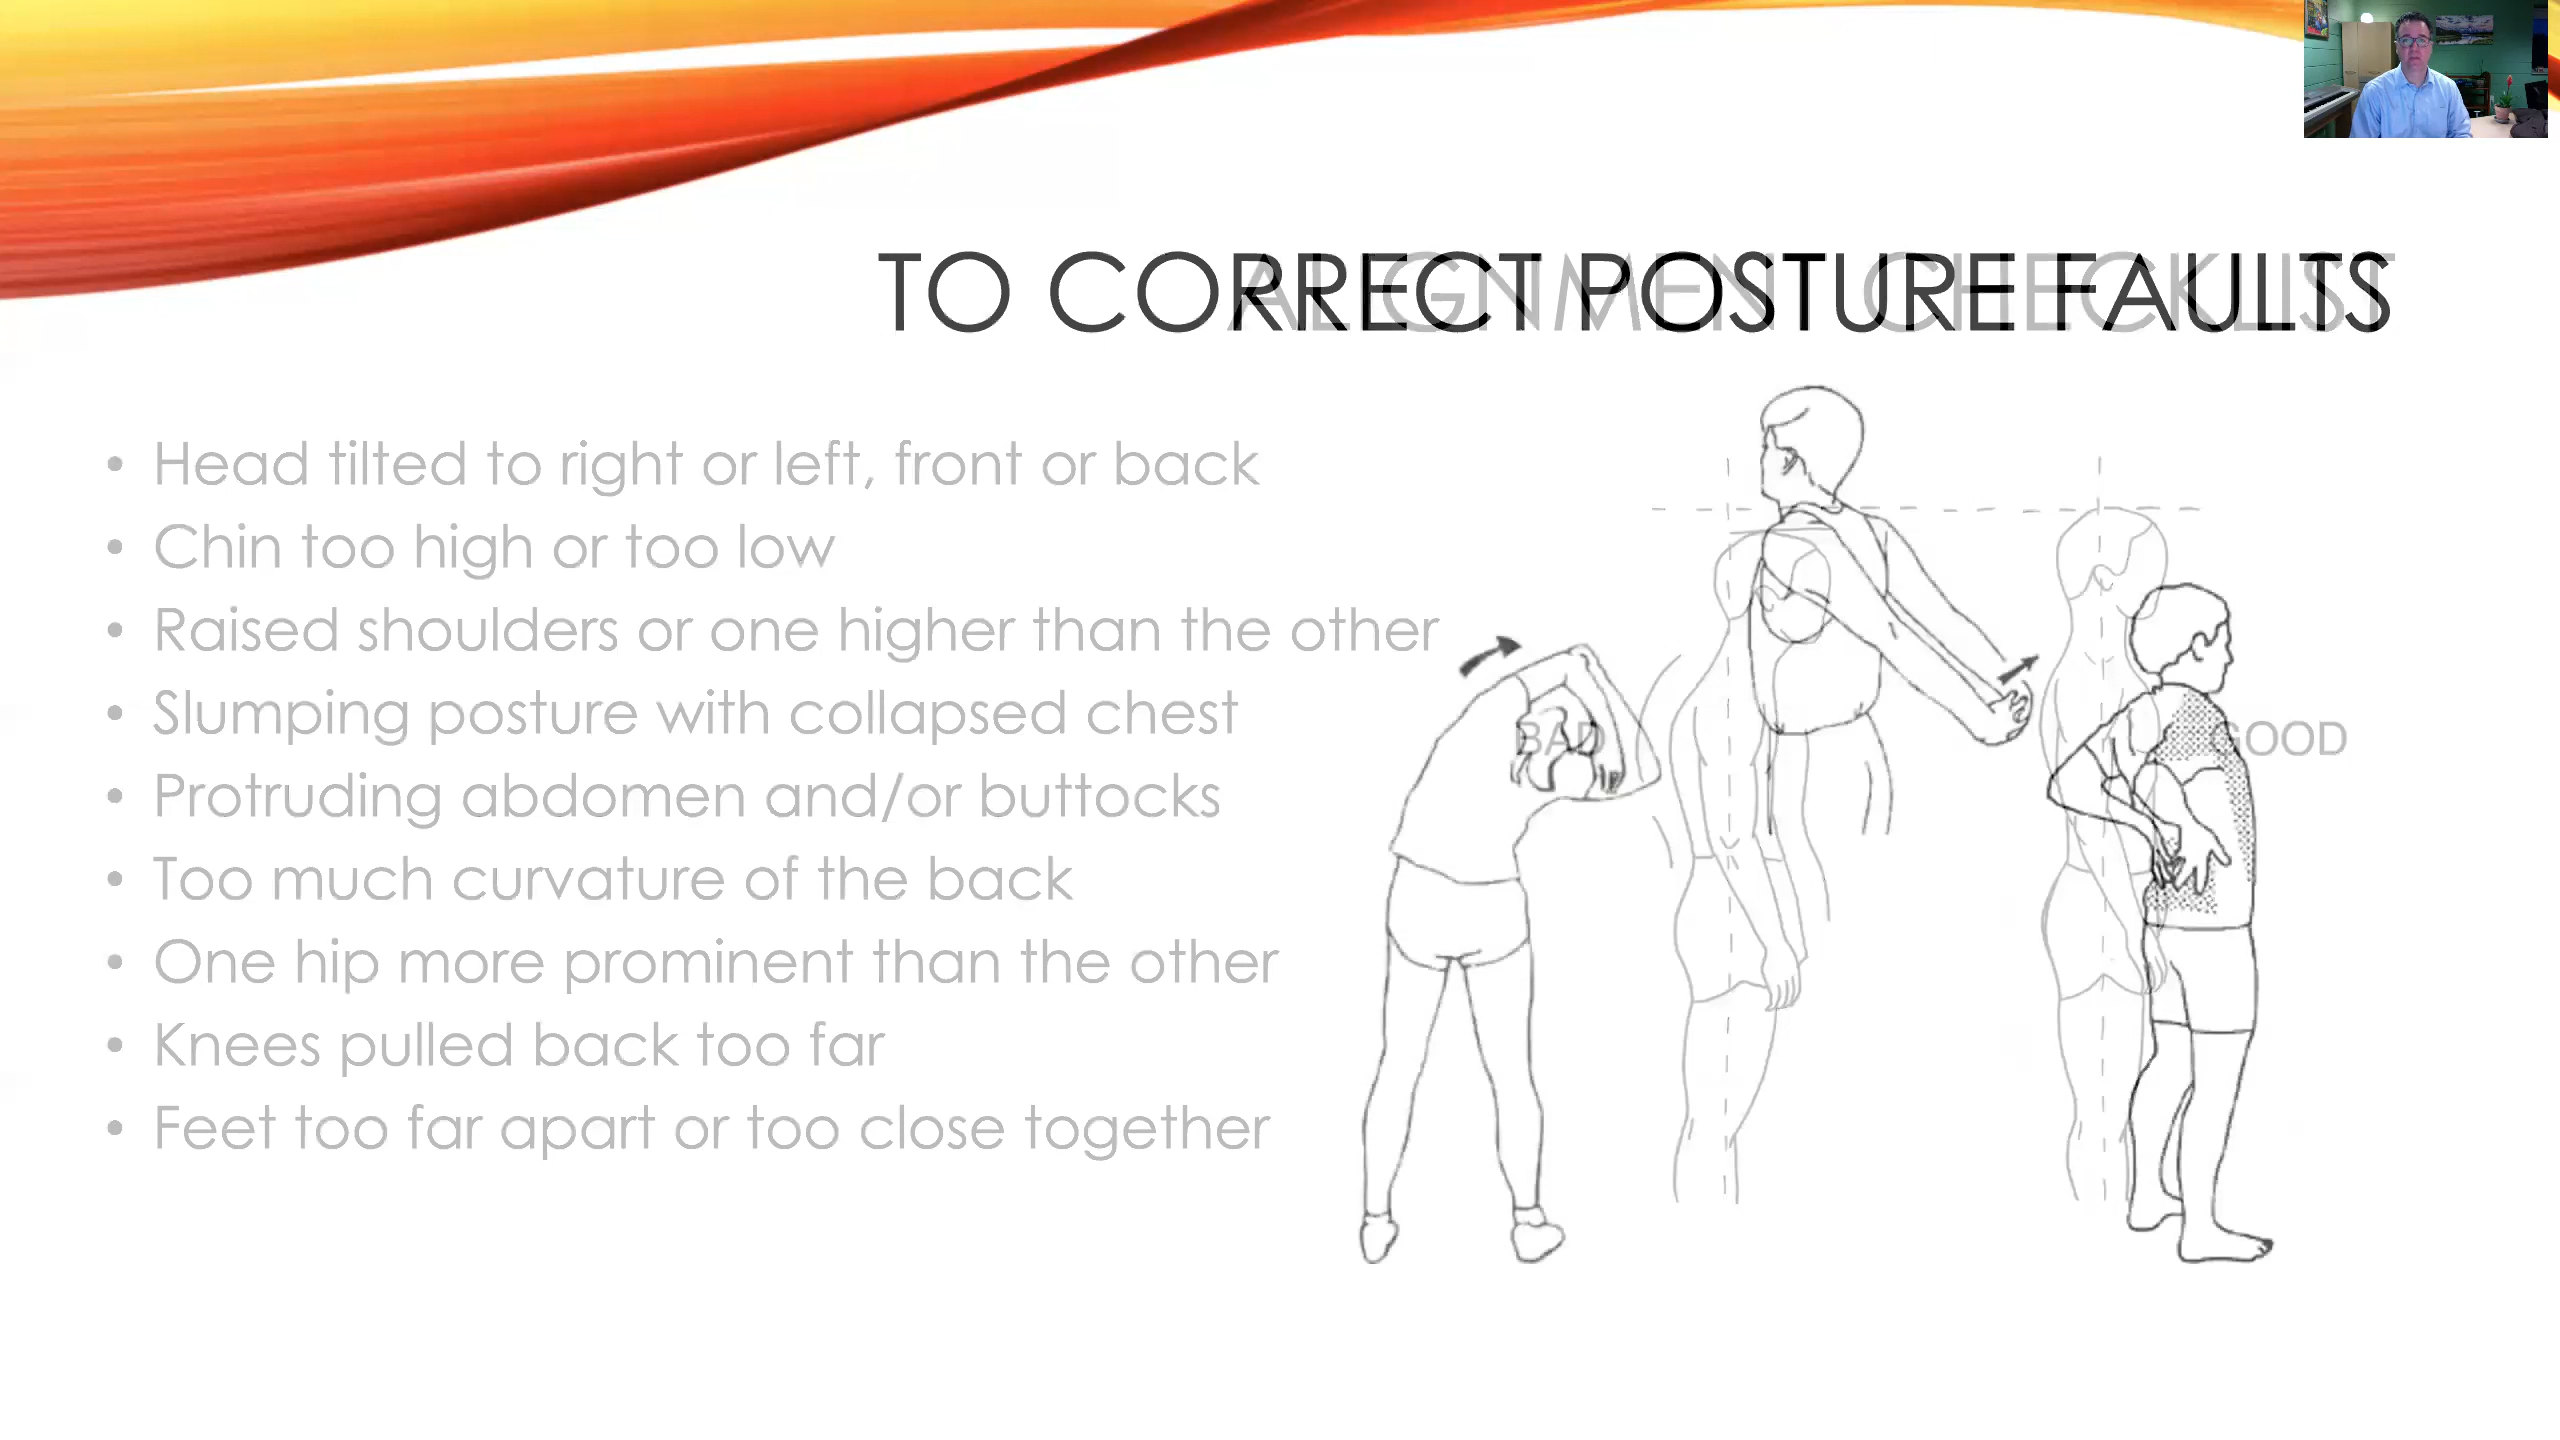 TO CORRECT POSTURE FAULTS
ALIGNMENT CHECKLIST
• Head tilted to right or left, front or back
• Chin too high or too low
• Raised shoulders or one higher than the other
• Slumping posture with collapsed chest
• Protruding abdomen and/or buttocks
• Too much curvature of the back
• One hip more prominent than the other
• Knees pulled back too far
• Feet too far apart or too close together
BAD
GOOD